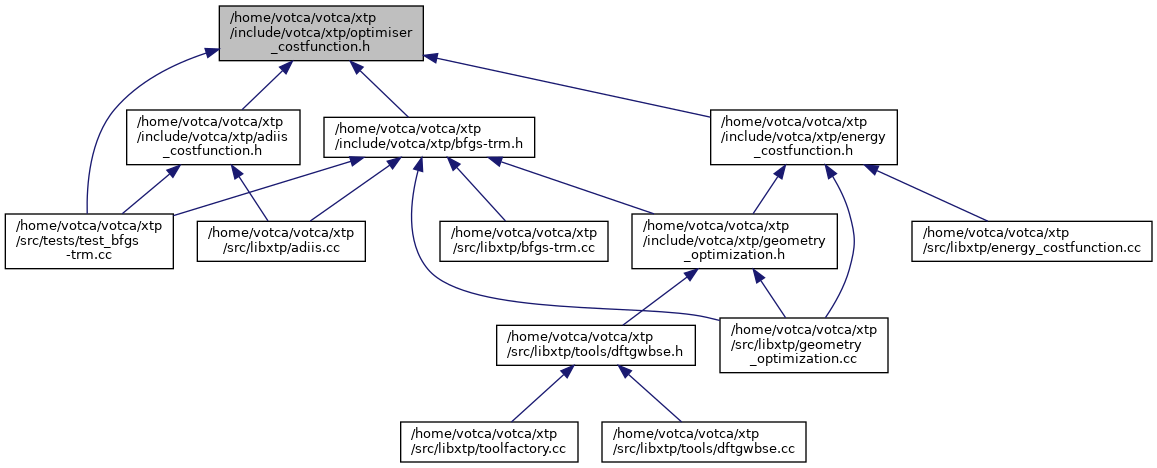 /home/votca/votca/xtp
/include/votca/xtp/optimiser
_costfunction.h
/home/votca/votca/xtp
/include/votca/xtp/adiis
_costfunction.h
/home/votca/votca/xtp
/include/votca/xtp/bfgs-trm.h
/home/votca/votca/xtp
/include/votca/xtp/energy
_costfunction.h
/home/votca/votca/xtp
/src/tests/test_bfgs
-trm.cc
/home/votca/votca/xtp
/src/libxtp/adiis.cc
/home/votca/votca/xtp
/src/libxtp/bfgs-trm.cc
/home/votca/votca/xtp
/include/votca/xtp/geometry
_optimization.h
/home/votca/votca/xtp
/src/libxtp/energy_costfunction.cc
/home/votca/votca/xtp
/src/libxtp/tools/dftgwbse.h
/home/votca/votca/xtp
/src/libxtp/geometry
_optimization.cc
/home/votca/votca/xtp
/src/libxtp/toolfactory.cc
/home/votca/votca/xtp
/src/libxtp/tools/dftgwbse.cc